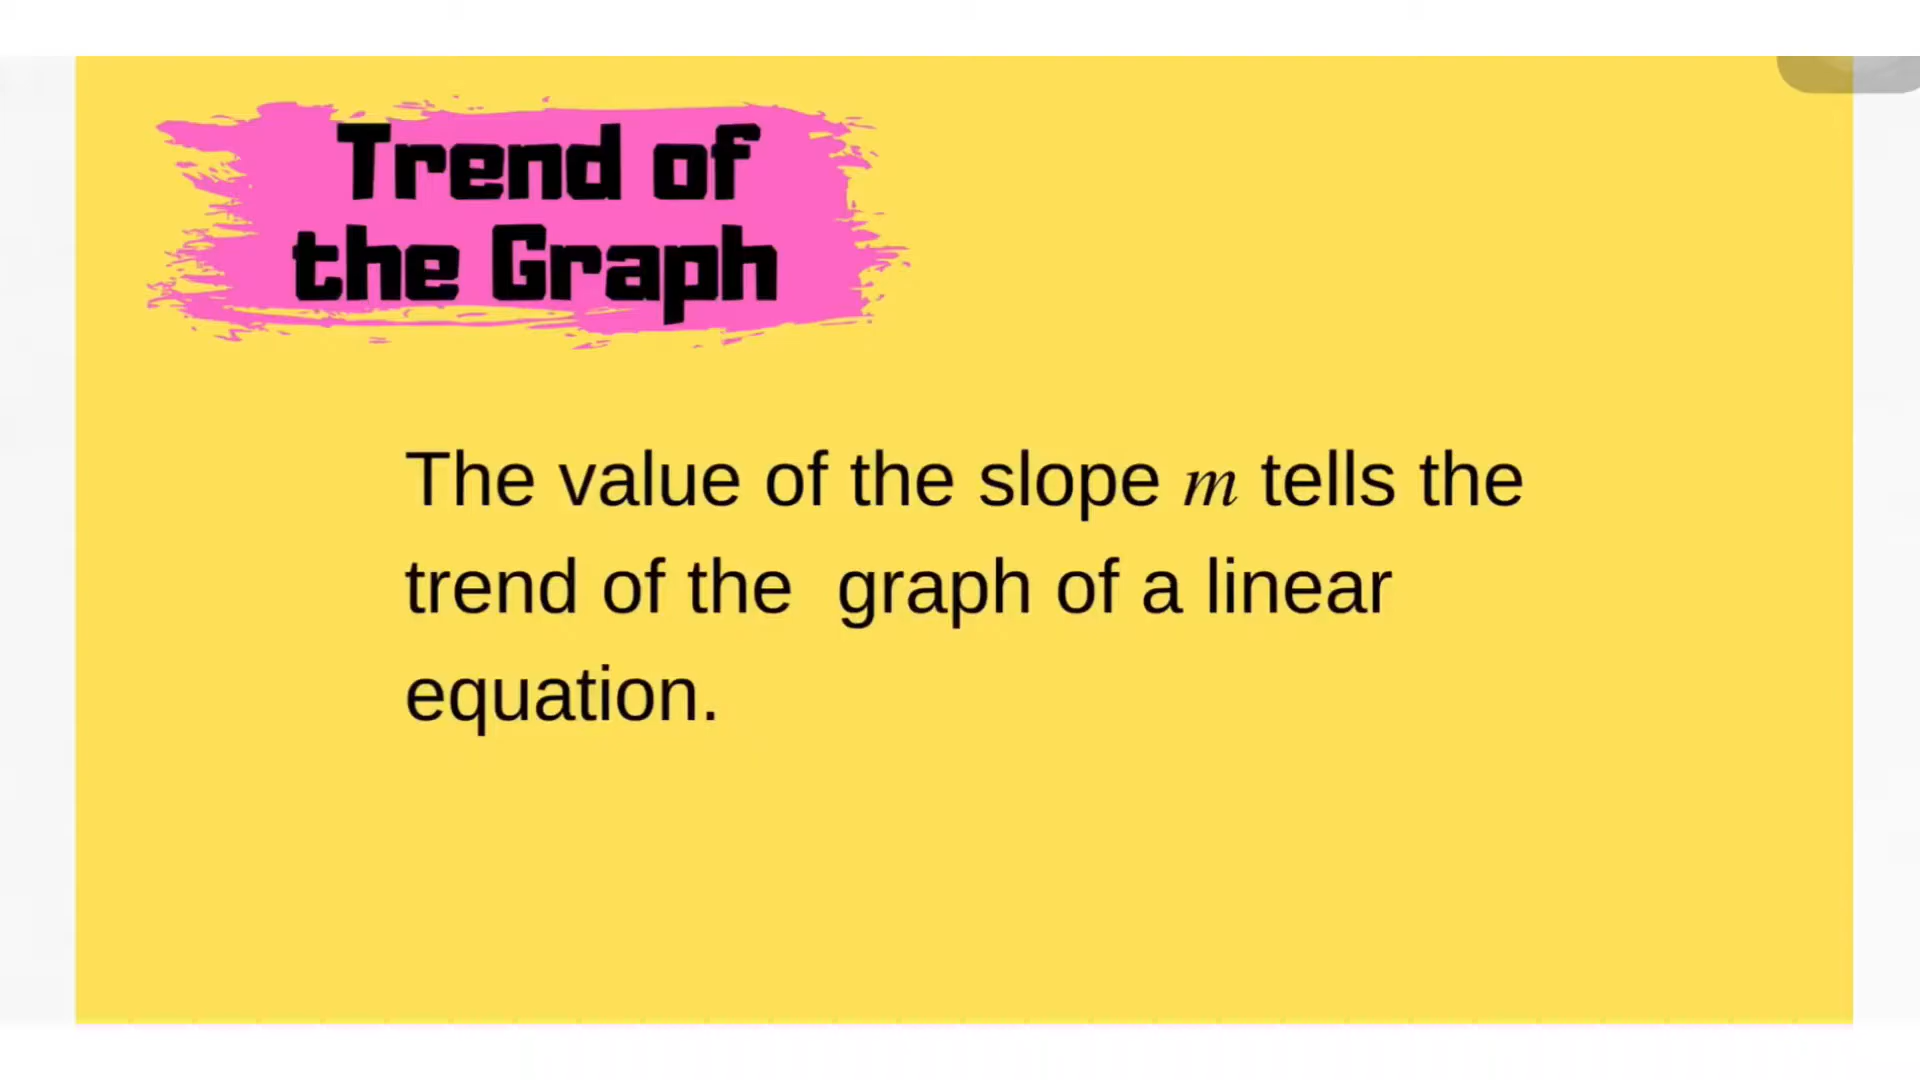 Trend of
the Graph
The value of the slope m tells the
trend of the  graph of a linear
equation.